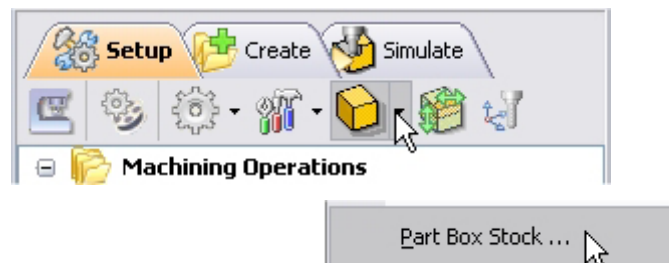 Setup Create Simulate
Machining Operations
Part Box Stock ...